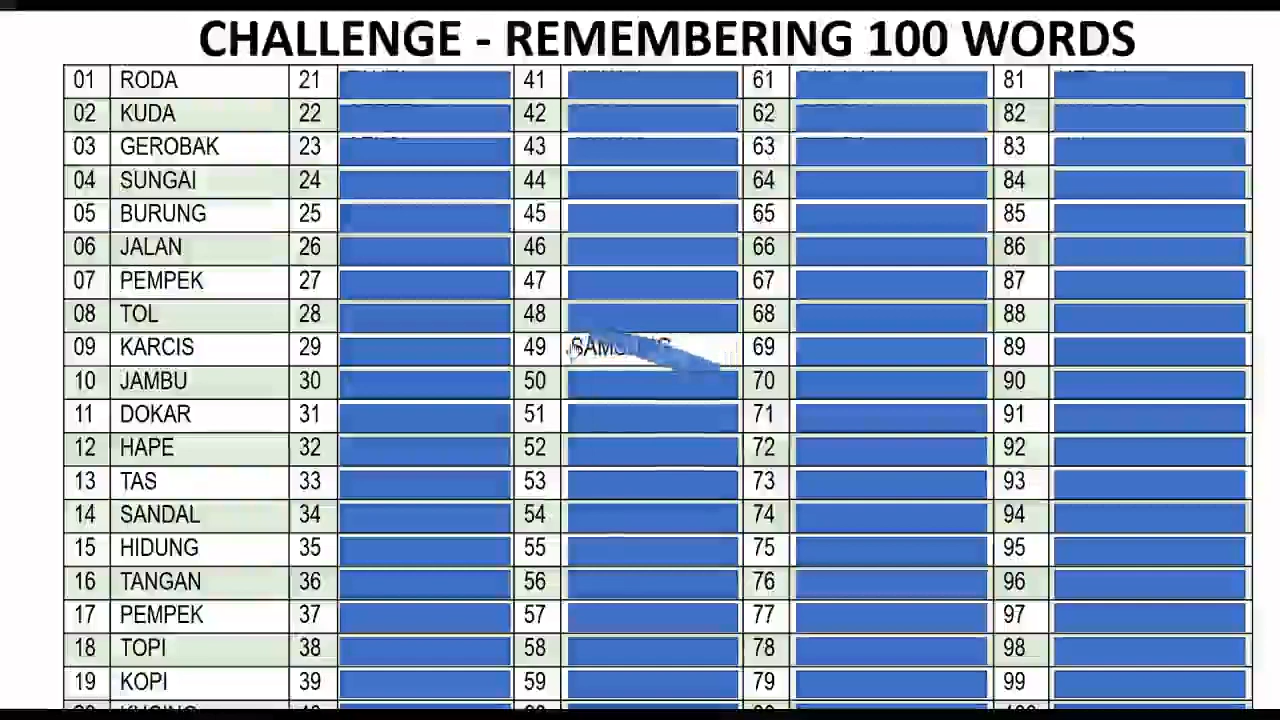 CHALLENGE - REMEMBERING 100 WORDS
01 RODA 21 41 61 81
02 KUDA 22 42 62 82
03 GEROBAK 23 43 63 83
04 SUNGAI 24 44 64 84
05 BURUNG 25 45 65 85
06 JALAN 26 46 66 86
07 PEMPEK 27 47 67 87
08 TOL 28 48 68 88
09 KARCIS 29 49 SAMSUNG 69 89
10 JAMBU 30 50 70 90
11 DOKAR 31 51 71 91
12 HAPE 32 52 72 92
13 TAS 33 53 73 93
14 SANDAL 34 54 74 94
15 HIDUNG 35 55 75 95
16 TANGAN 36 56 76 96
17 PEMPEK 37 57 77 97
18 TOPI 38 58 78 98
19 KOPI 39 59 79 99